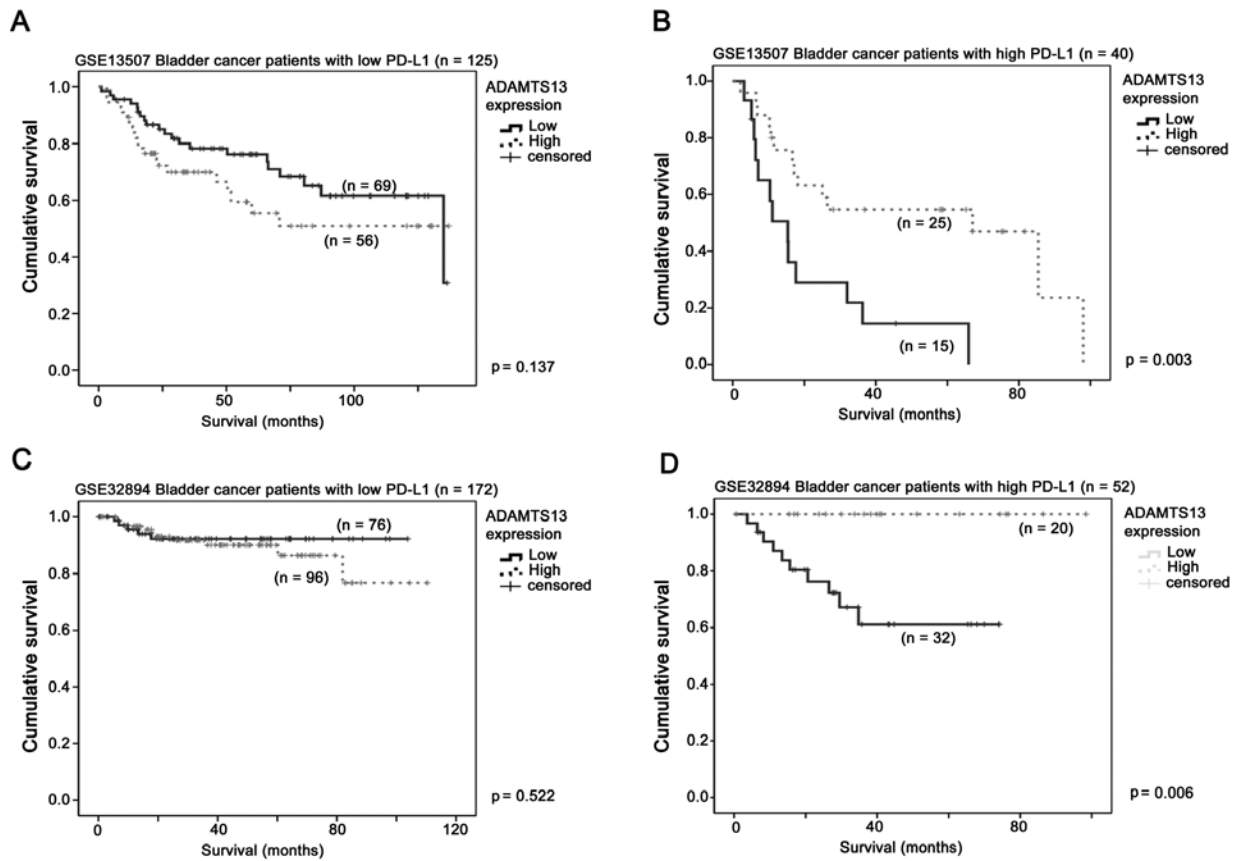 A
GSE13507 Bladder cancer patients with low PD-L1 (n = 125)
ADAMTS13
expression
Low
High
censored
1.0
0.8
0.6
0.4
0.2
0.0
Cumulative survival
(n = 69)
(n = 56)
p = 0.137
0
50
100
Survival (months)
B
GSE13507 Bladder cancer patients with high PD-L1 (n = 40)
ADAMTS13
expression
Low
High
censored
1.0
0.8
0.6
0.4
0.2
0.0
Cumulative survival
(n = 25)
(n = 15)
p = 0.003
0
40
80
Survival (months)
C
GSE32894 Bladder cancer patients with low PD-L1 (n = 172)
ADAMTS13
expression
Low
High
censored
1.0
0.8
0.6
0.4
0.2
0.0
Cumulative survival
(n = 76)
(n = 96)
p = 0.522
0
40
80
120
Survival (months)
D
GSE32894 Bladder cancer patients with high PD-L1 (n = 52)
ADAMTS13
expression
Low
High
censored
1.0
0.8
0.6
0.4
0.2
0.0
Cumulative survival
(n = 20)
(n = 32)
p = 0.006
0
40
80
Survival (months)